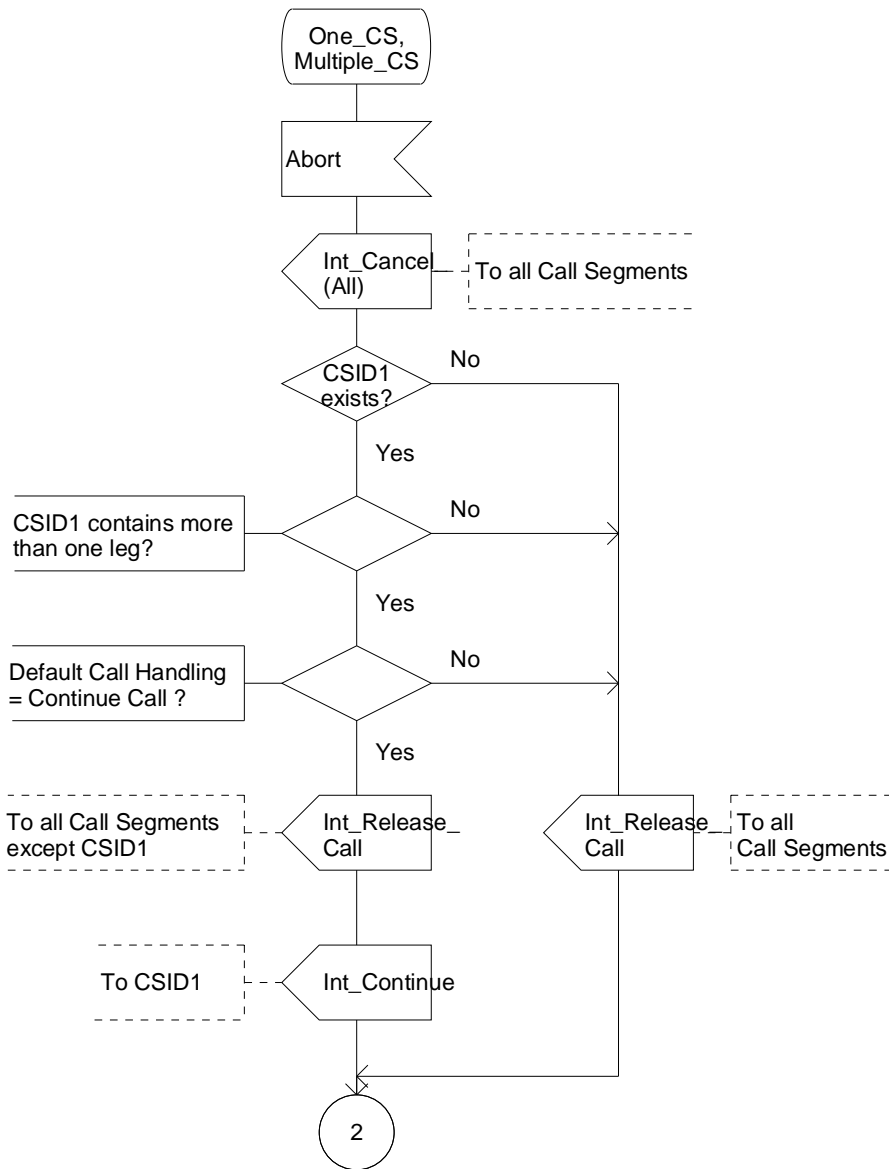 One_CS,
Multiple_CS
Abort
Int_Cancel_
(All)
To all Call Segments
CSID1
exists?
No
Yes
CSID1 contains more
than one leg?
No
Yes
Default Call Handling
= Continue Call ?
No
Yes
To all Call Segments
except CSID1
Int_Release_
Call
Int_Release_
Call
To all
Call Segments
To CSID1
Int_Continue
2